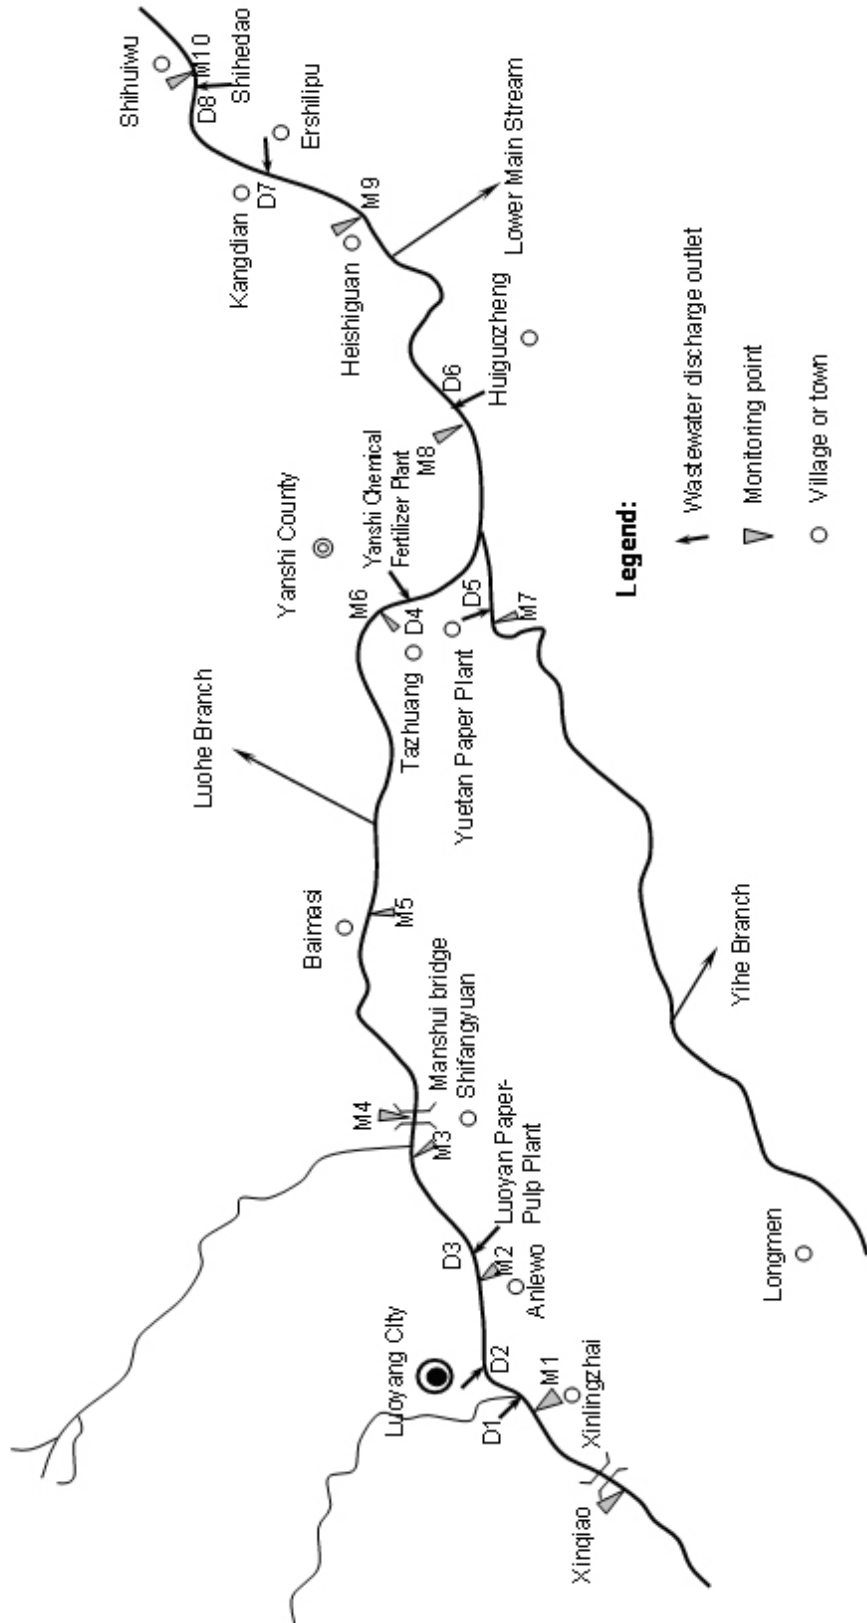 Shihuiwu
M10
D8
Shihedao
Ershilipu
Kangdian
D7
M9
Heishiguan
Lower Main Stream
Huiguozheng
D6
M8
Yanshi Chemical
Fertilizer Plant
Yanshi County
M6
D4
Tazhuang
D5
M7
Yuetan Paper Plant
Luohe Branch
Baimasi
M5
Manshui bridge
Shifangyuan
M4
M3
Luoyan Paper-
Pulp Plant
D3
M2
Anlewo
Luoyang CIty
D2
D1
M1
Xinlingzhai
Xinqiao
Yihe Branch
Longmen
Legend:
Wastewater discharge outlet
Monitoring point
Village or town